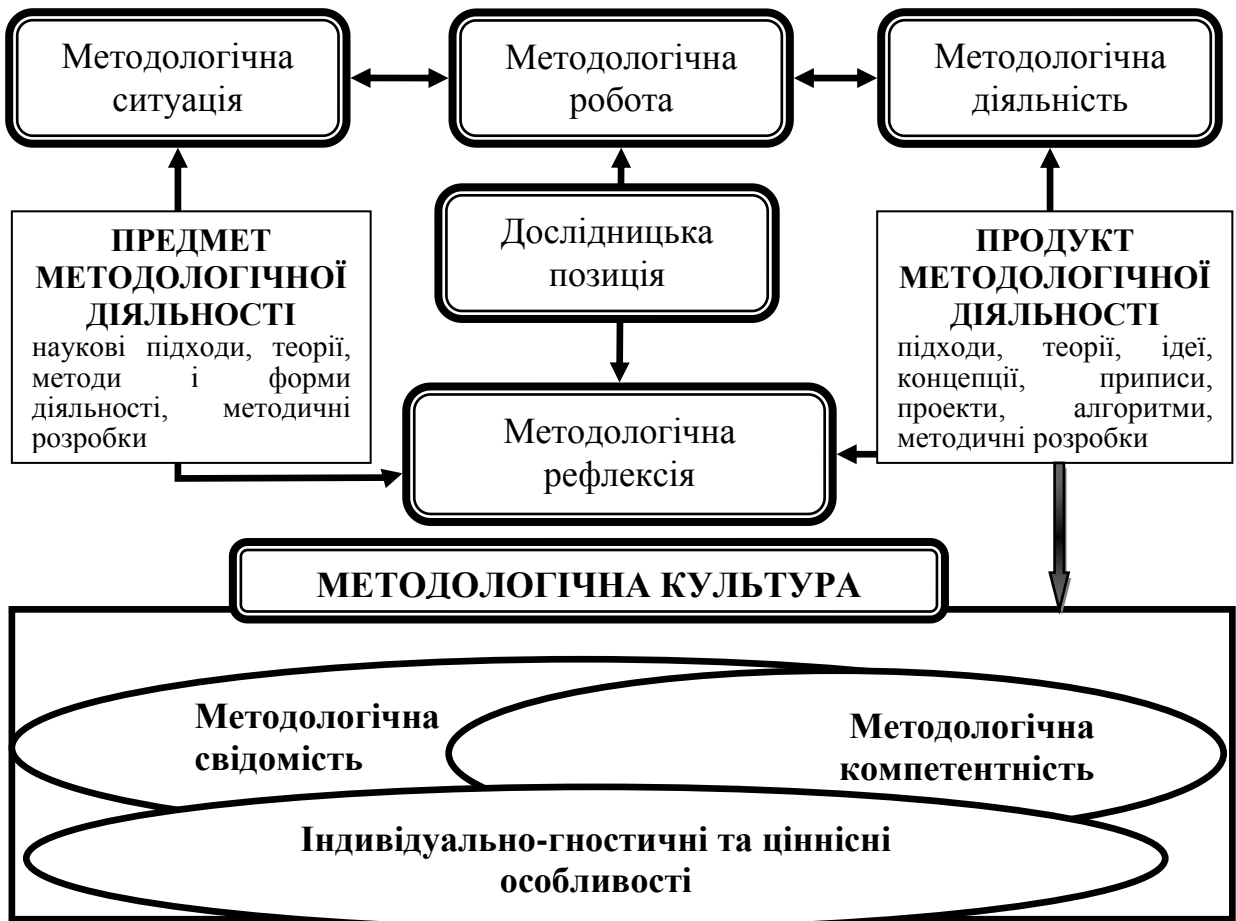 Методологічна
ситуація
Методологічна
робота
Методологічна
діяльність
ПРЕДМЕТ
МЕТОДОЛОГІЧНОЇ
ДІЯЛЬНОСТІ
наукові підходи, теорії,
методи і форми
діяльності, методичні
розробки
Дослідницька
позиція
ПРОДУКТ
МЕТОДОЛОГІЧНОЇ
ДІЯЛЬНОСТІ
підходи, теорії, ідеї,
концепції, приписи,
проекти, алгоритми,
методичні розробки
Методологічна
рефлексія
МЕТОДОЛОГІЧНА КУЛЬТУРА
Методологічна
свідомість
Методологічна
компетентність
Індивідуально-гностичні та ціннісні
особливості